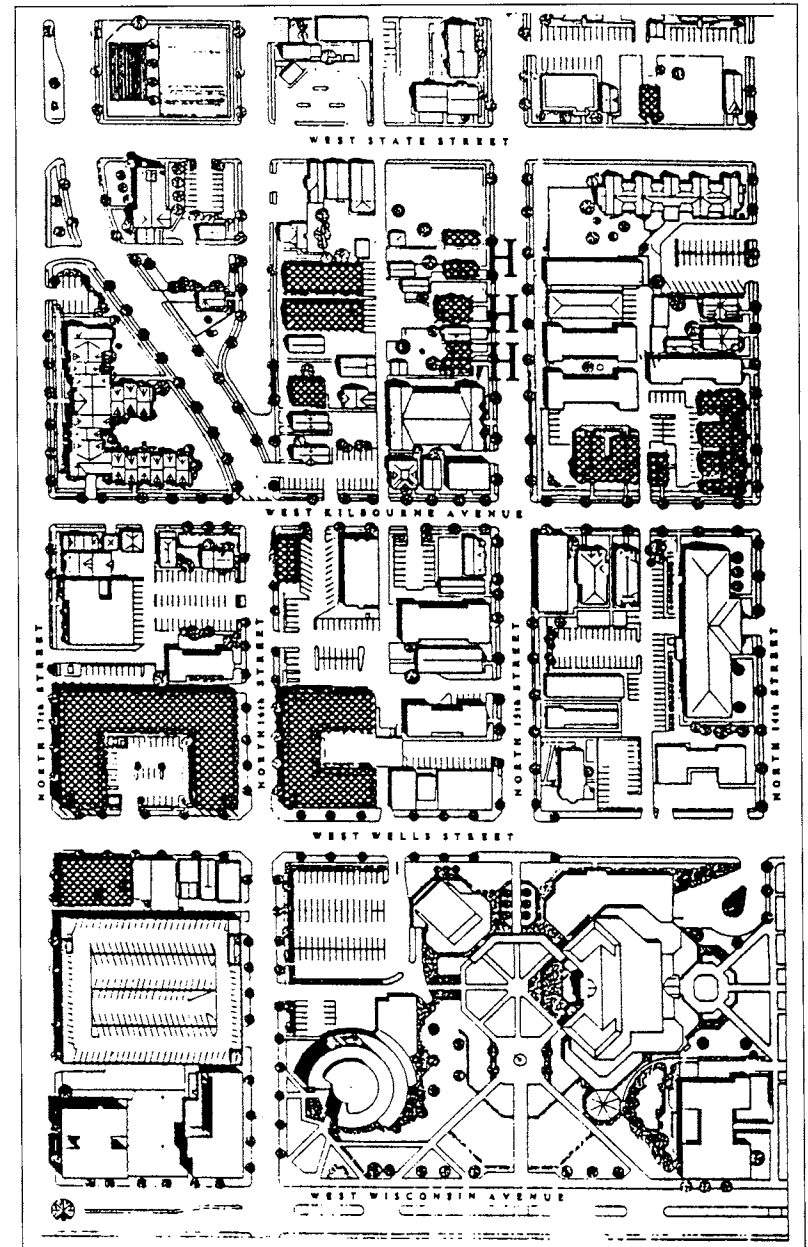 WEST STATE STREET
H
H
H
WEST KILBOURNE AVENUE
NORTH 17th STREET
NORTH 16th STREET
NORTH 15th STREET
NORTH 14th STREET
WEST WELLS STREET
WEST WISCONSIN AVENUE